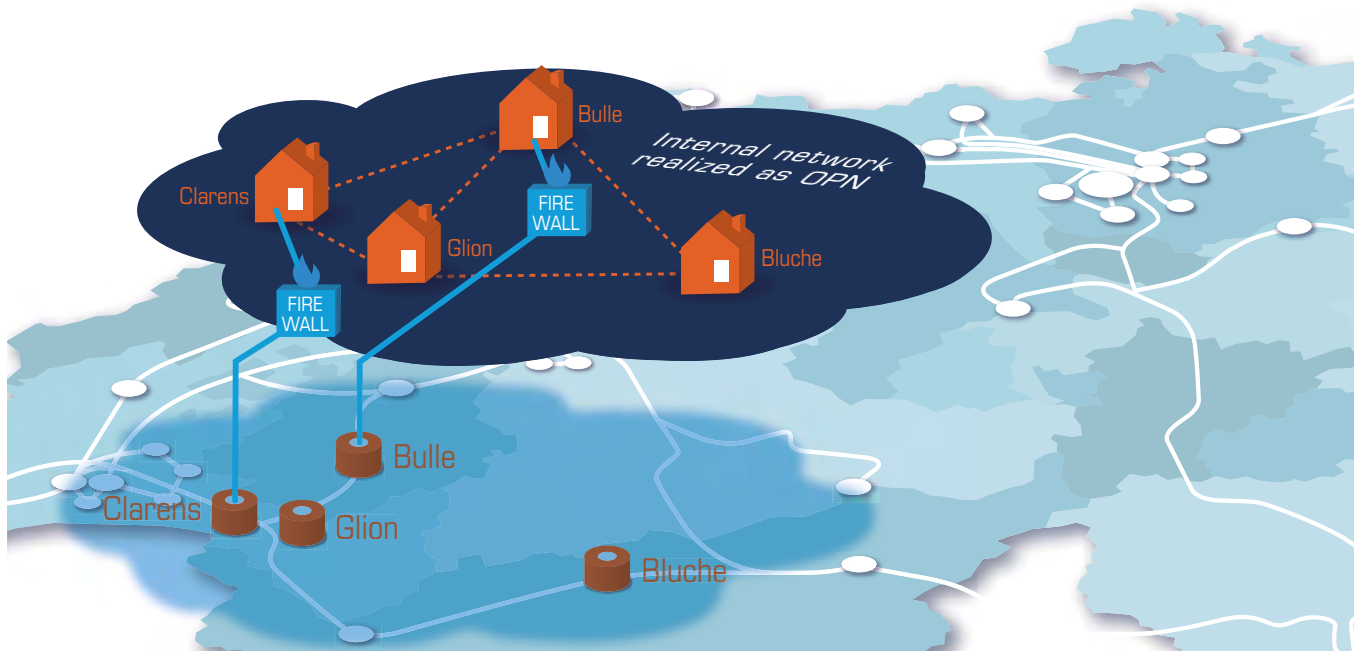 Bulle
Internal network
realized as OPN
Clarens
FIRE
WALL
Glion
Bluche
FIRE
WALL
Bulle
Clarens
Glion
Bluche